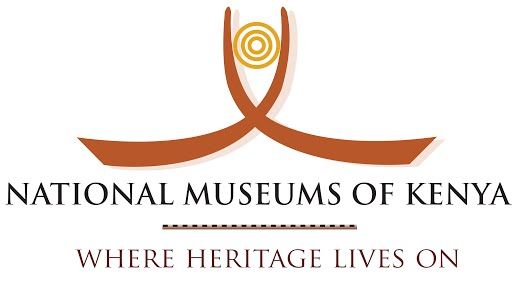 NATIONAL MUSEUMS OF KENYA
WHERE HERITAGE LIVES ON